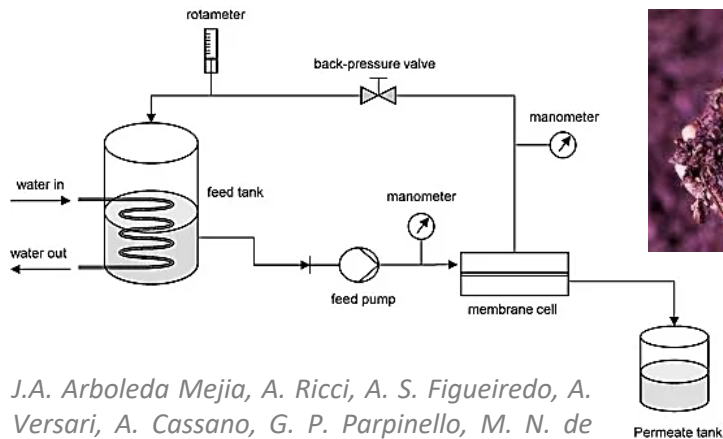 rotameter
back-pressure valve
manometer
water in
feed tank
manometer
water out
feed pump
membrane cell
J.A. Arboleda Mejia, A. Ricci, A. S. Figueiredo, A.
Versari, A. Cassano, G. P. Parpinello, M. N. de
Permeate tank